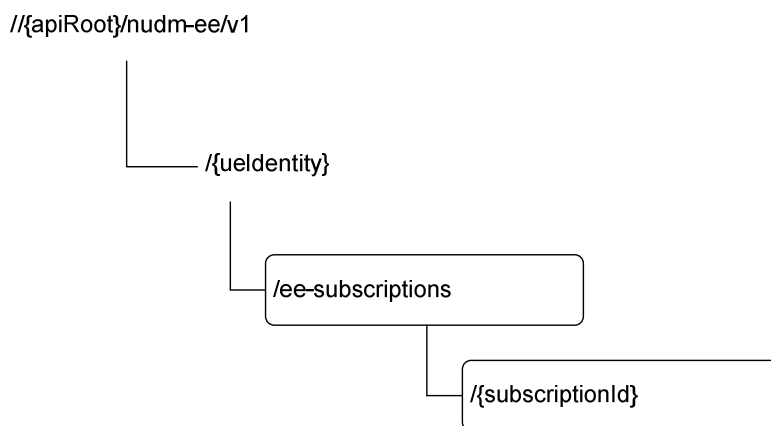 //{apiRoot}/nudm-ee/v1
/{ueIdentity}
/ee-subscriptions
/{subscriptionId}